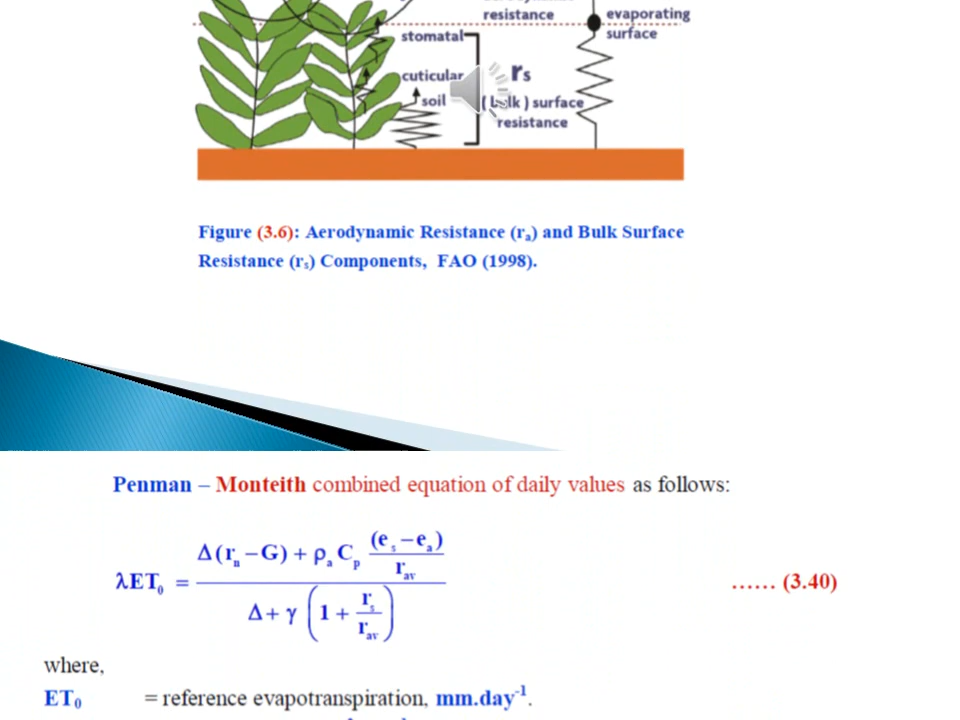 resistance
evaporating
surface
stomatal
cuticular
rs
soil
surface
resistance
Figure (3.6): Aerodynamic Resistance (rₐ) and Bulk Surface
Resistance (rₛ) Components, FAO (1998).
Penman – Monteith combined equation of daily values as follows:
λET₀ = (Δ(rₙ −G) + ρₐ Cₚ (eₛ −eₐ)/r_av) / (Δ + γ (1 + rₛ/r_av)) …… (3.40)
where,
ET₀ = reference evapotranspiration, mm.day⁻¹.